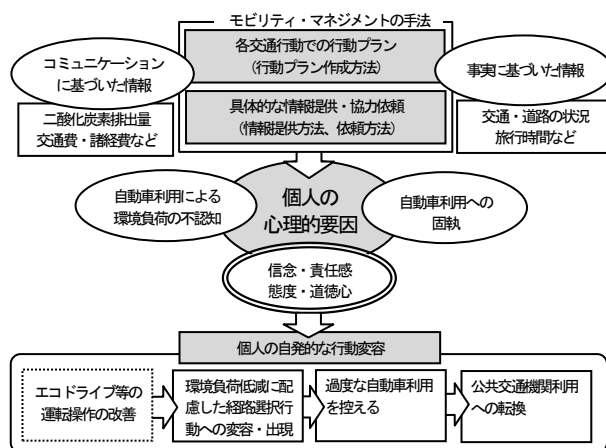 モビリティ・マネジメントの手法
各交通行動での行動プラン
(行動プラン作成方法)
コミュニケーション
に基づいた情報
事実に基づいた情報
具体的な情報提供・協力依頼
(情報提供方法、依頼方法)
二酸化炭素排出量
交通費・諸経費など
交通・道路の状況
旅行時間など
自動車利用による
環境負荷の不認知
個人の
心理的要因
自動車利用への
固執
信念・責任感
態度・道徳心
個人の自発的な行動変容
エコドライブ等の
運転操作の改善
環境負荷低減に配
慮した経路選択行
動への変容・出現
過度な自動車利用
を控える
公共交通機関利用
への転換